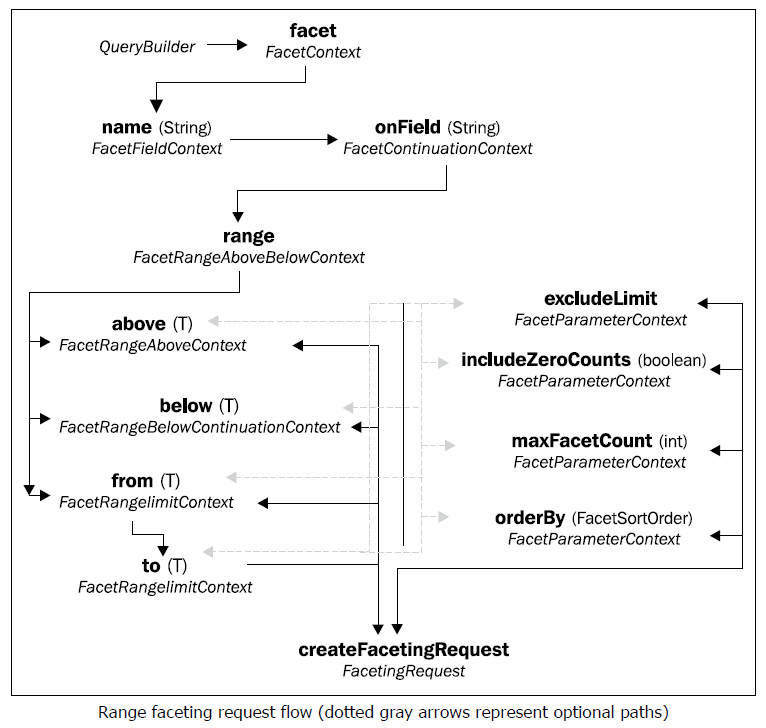 facet
QueryBuilder
FacetContext
name (String)
FacetFieldContext
onField (String)
FacetContinuationContext
range
FacetRangeAboveBelowContext
above (T)
FacetRangeAboveContext
below (T)
FacetRangeBelowContinuationContext
from (T)
FacetRangelimitContext
to (T)
FacetRangelimitContext
excludeLimit
FacetParameterContext
includeZeroCounts (boolean)
FacetParameterContext
maxFacetCount (int)
FacetParameterContext
orderBy (FacetSortOrder)
FacetParameterContext
createFacetingRequest
FacetingRequest
Range faceting request flow (dotted gray arrows represent optional paths)